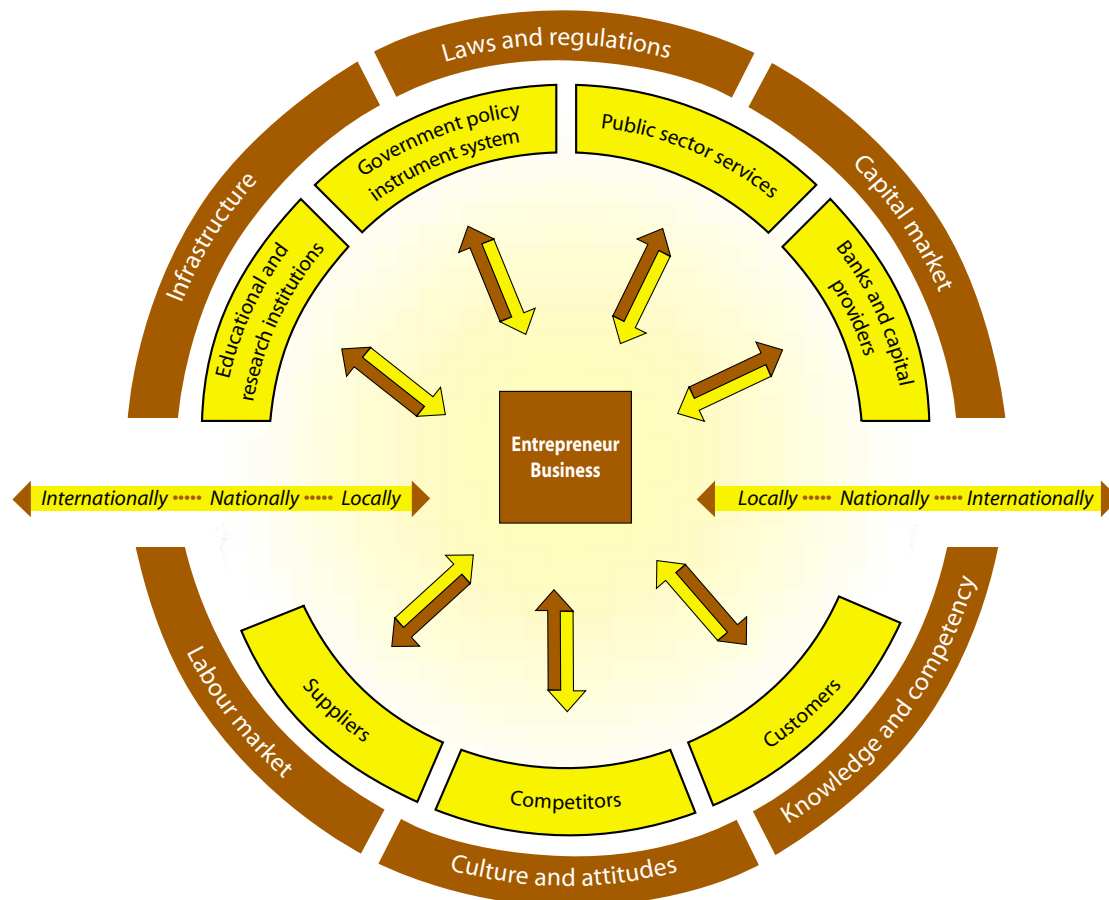 Laws and regulations
Infrastructure
Capital market
Government policy
instrument system
Public sector services
Educational and
research institutions
Banks and capital
providers
Entrepreneur
Business
Internationally ····· Nationally ····· Locally
Locally ····· Nationally ····· Internationally
Labour market
Suppliers
Competitors
Customers
Knowledge and competency
Culture and attitudes